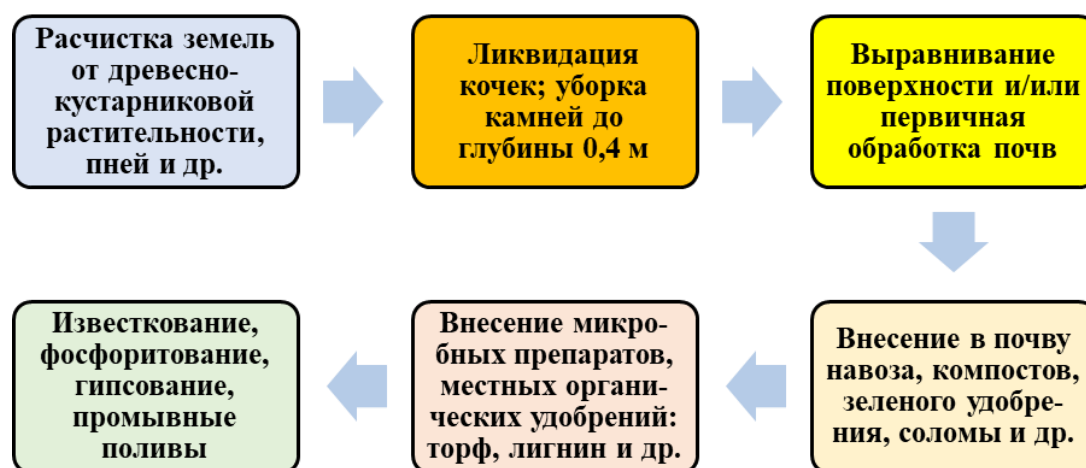 Расчистка земель
от древесно-
кустарниковой
растительности,
пней и др.
Ликвидация
кочек; уборка
камней до
глубины 0,4 м
Выравнивание
поверхности и/или
первичная
обработка почв
Внесение в почву
навоза, компостов,
зеленого удобре-
ния, соломы и др.
Внесение микро-
бных препаратов,
местных органи-
ческих удобрений:
торф, лигнин и др.
Известкование,
фосфоритование,
гипсование,
промывные
поливы